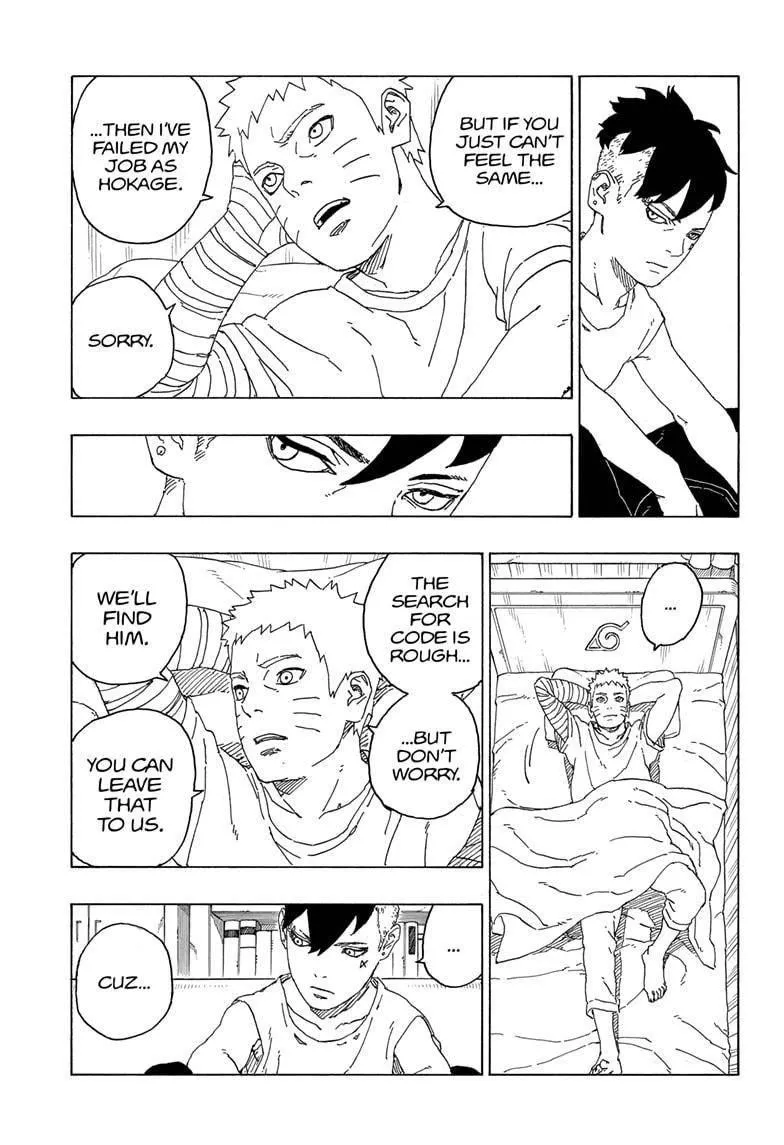 BUT IF YOU
JUST CAN'T
FEEL THE
SAME...
...THEN I'VE
FAILED MY
JOB AS
HOKAGE.
SORRY.
...
THE
SEARCH
FOR
CODE IS
ROUGH...
...BUT
DON'T
WORRY.
WE'LL
FIND
HIM.
YOU CAN
LEAVE
THAT
TO US.
...
CUZ...